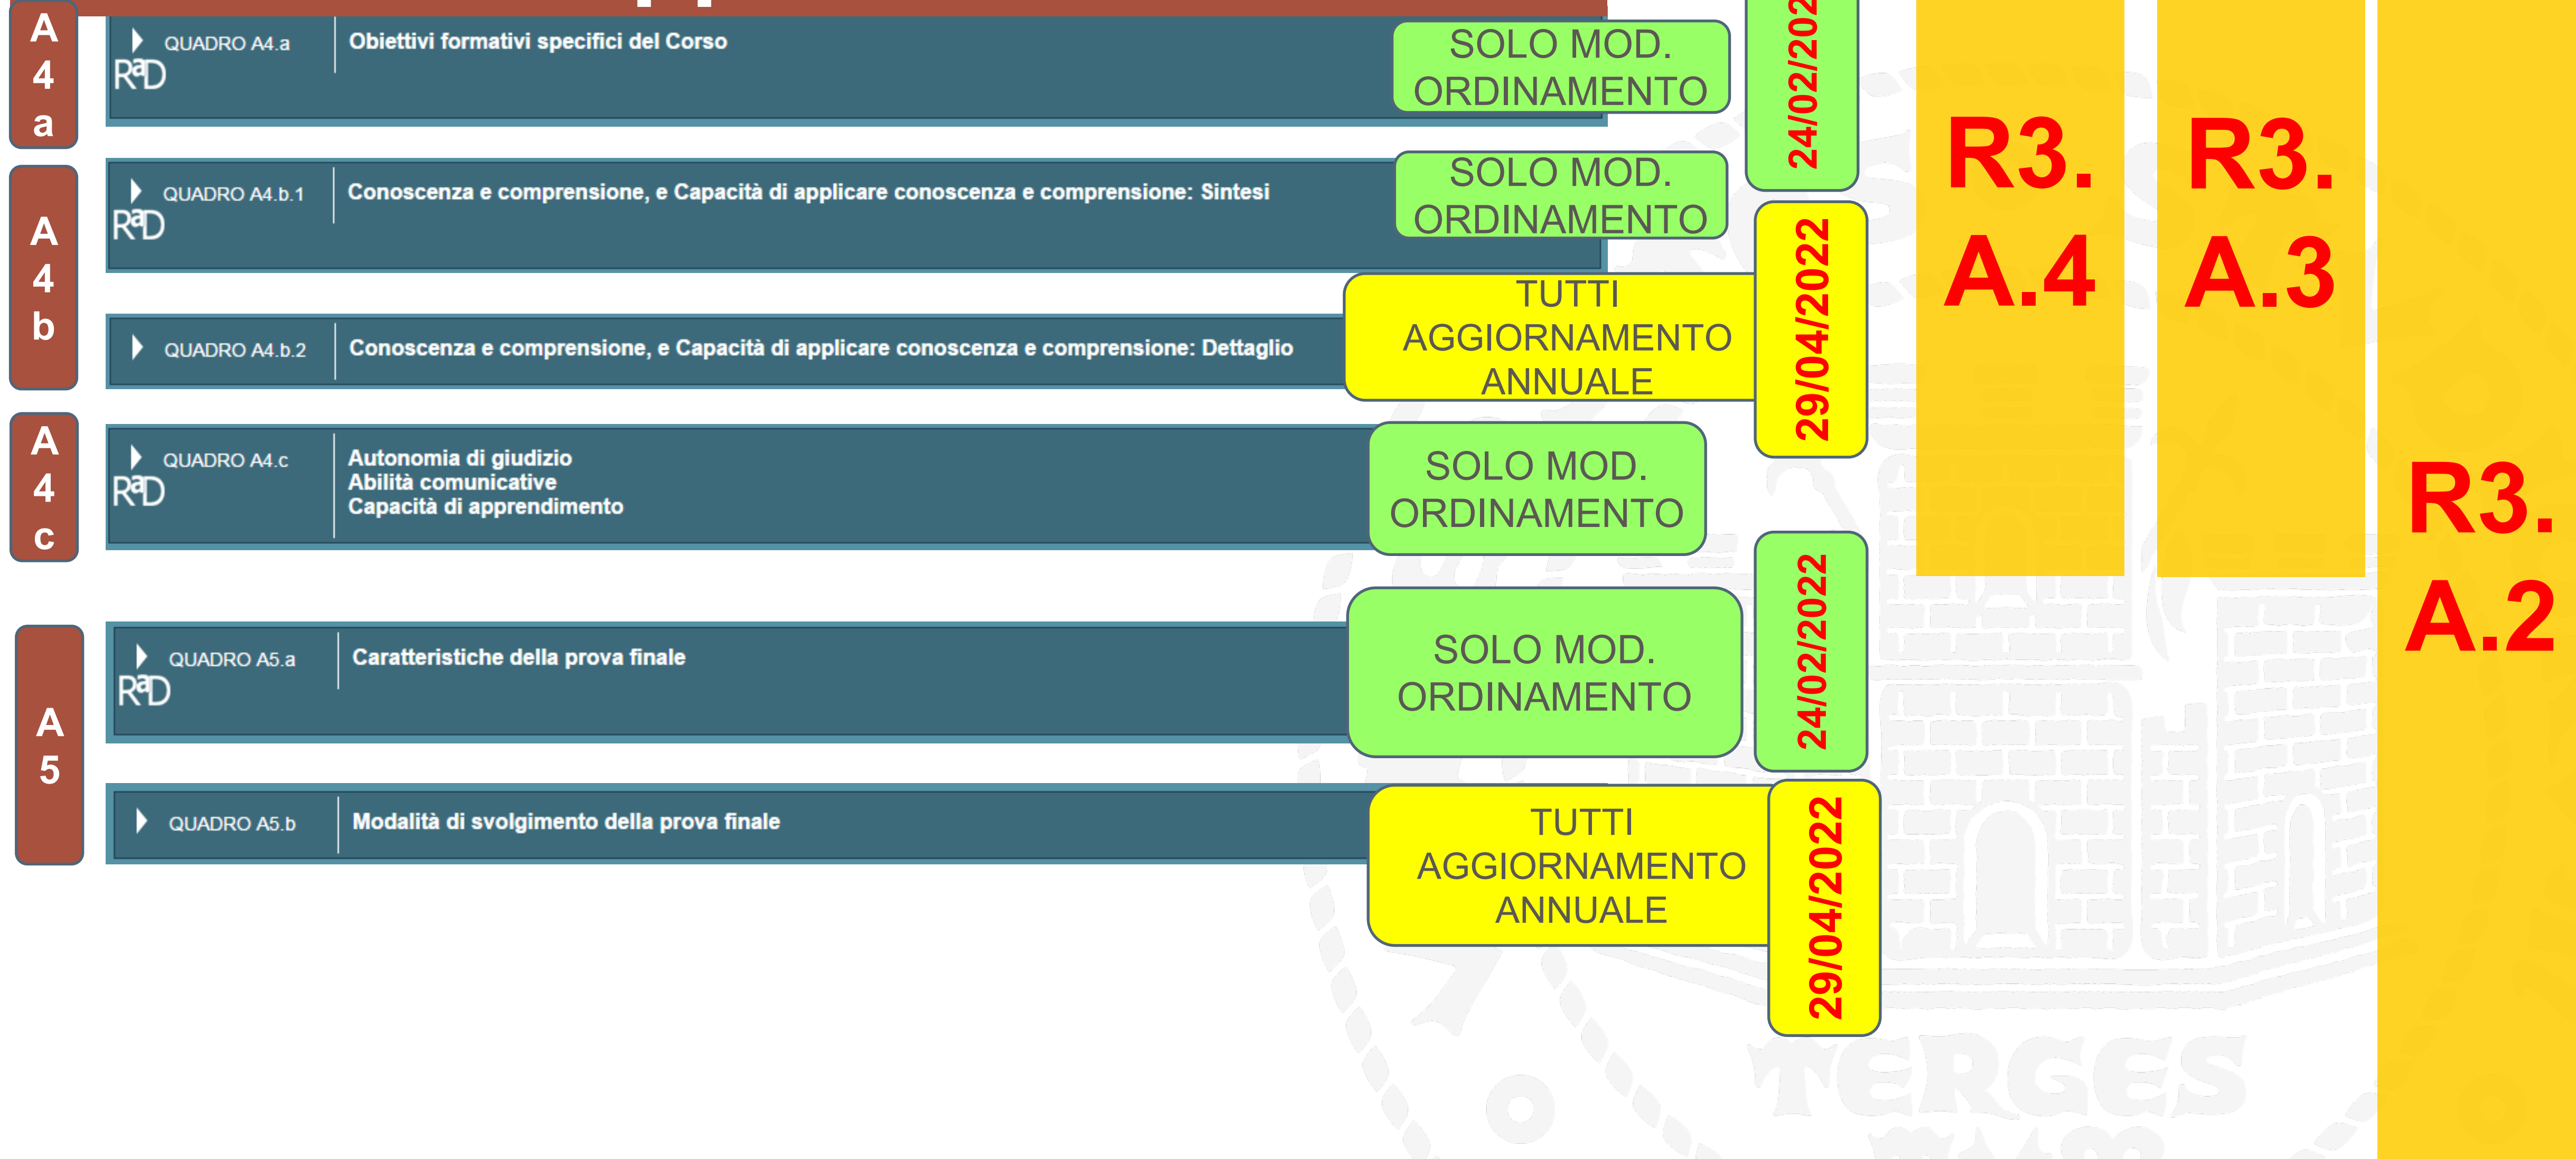 A
4
a
QUADRO A4.a
RaD
Obiettivi formativi specifici del Corso
SOLO MOD.
ORDINAMENTO
A
4
b
QUADRO A4.b.1
RaD
Conoscenza e comprensione, e Capacità di applicare conoscenza e comprensione: Sintesi
SOLO MOD.
ORDINAMENTO
24/02/202
R3.
A.4
R3.
A.3
QUADRO A4.b.2
Conoscenza e comprensione, e Capacità di applicare conoscenza e comprensione: Dettaglio
TUTTI
AGGIORNAMENTO
ANNUALE
29/04/2022
A
4
c
QUADRO A4.c
RaD
Autonomia di giudizio
Abilità comunicative
Capacità di apprendimento
SOLO MOD.
ORDINAMENTO
R3.
A.2
A
5
QUADRO A5.a
RaD
Caratteristiche della prova finale
SOLO MOD.
ORDINAMENTO
24/02/2022
QUADRO A5.b
Modalità di svolgimento della prova finale
TUTTI
AGGIORNAMENTO
ANNUALE
29/04/2022
TERGES